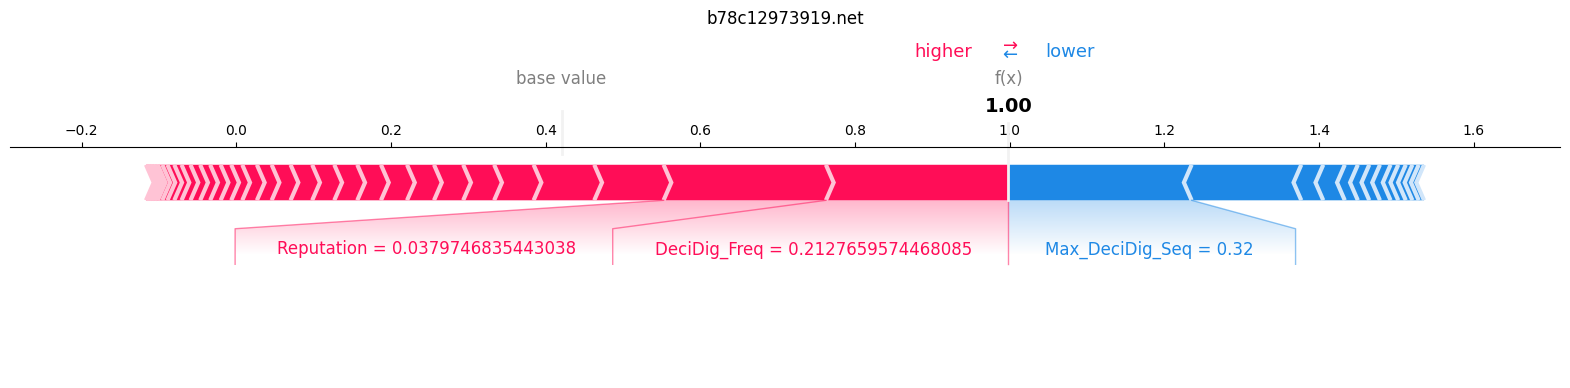 b78c12973919.net
higher ⇄ lower
base value f(x)
1.00
−0.2 0.0 0.2 0.4 0.6 0.8 1.0 1.2 1.4 1.6
Reputation = 0.0379746835443038 DeciDig_Freq = 0.2127659574468085 Max_DeciDig_Seq = 0.32